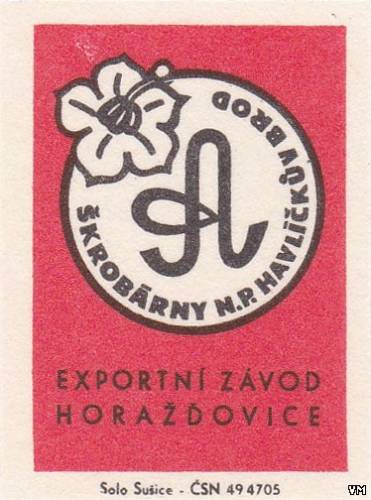 ŠKROBÁRNY N.P. HAVLÍČKŮV BROD
EXPORTNÍ ZÁVOD
HORAŽĎOVICE
Solo Sušice - ČSN 49 4705
VM